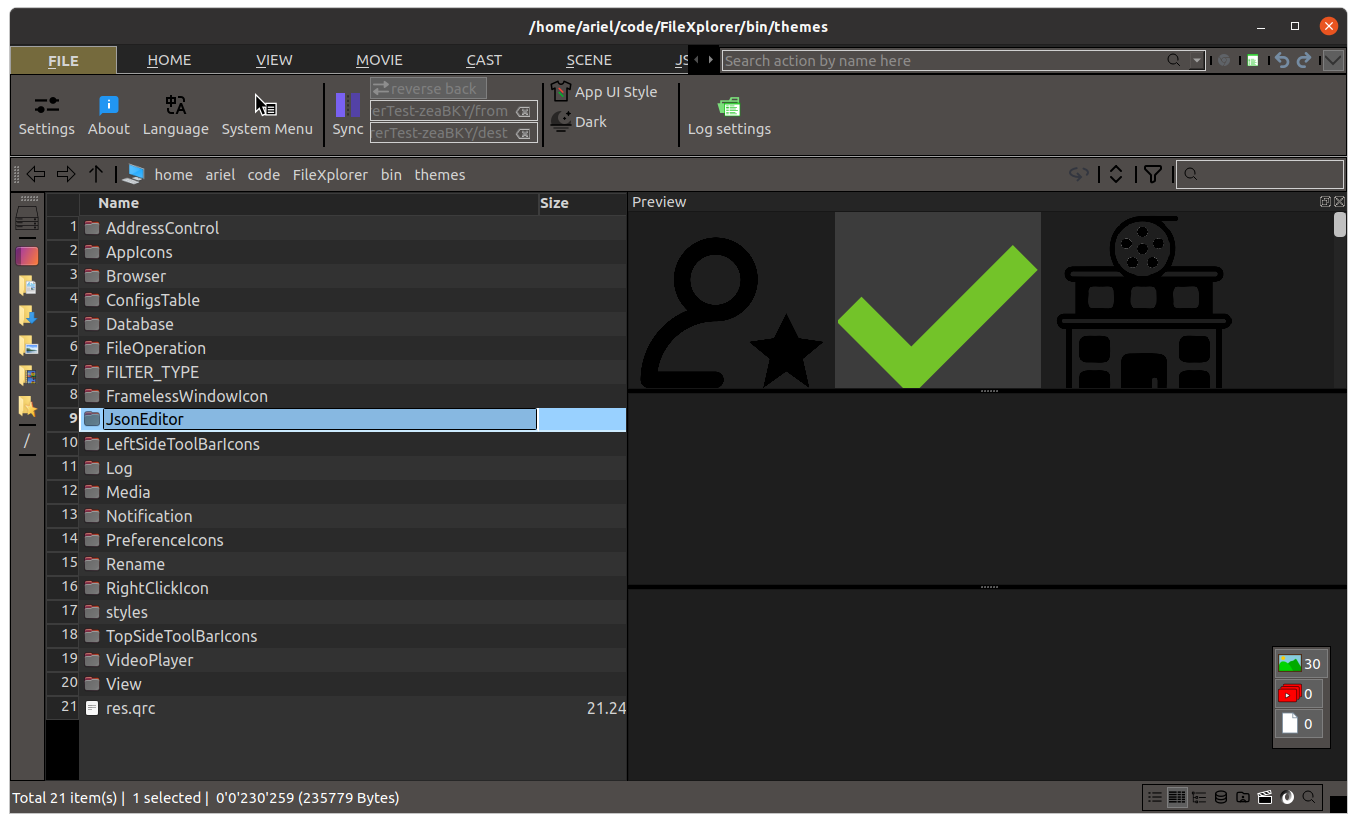 /home/ariel/code/FileXplorer/bin/themes
FILE HOME VIEW MOVIE CAST SCENE JS Search action by name here
Settings About Language System Menu Sync reverse back erTest-zeaBKY/from rerTest-zeaBKY/dest App UI Style Dark Log settings
home ariel code FileXplorer bin themes
Name Size Preview
1 AddressControl
2 AppIcons
3 Browser
4 ConfigsTable
5 Database
6 FileOperation
7 FILTER_TYPE
8 FramelessWindowIcon
9 JsonEditor
10 LeftSideToolBarIcons
11 Log
12 Media
13 Notification
14 PreferenceIcons
15 Rename
16 RightClickIcon
17 styles
18 TopSideToolBarIcons
19 VideoPlayer
20 View
21 res.qrc 21.24
30
0
0
/
Total 21 item(s) | 1 selected | 0'0'230'259 (235779 Bytes)